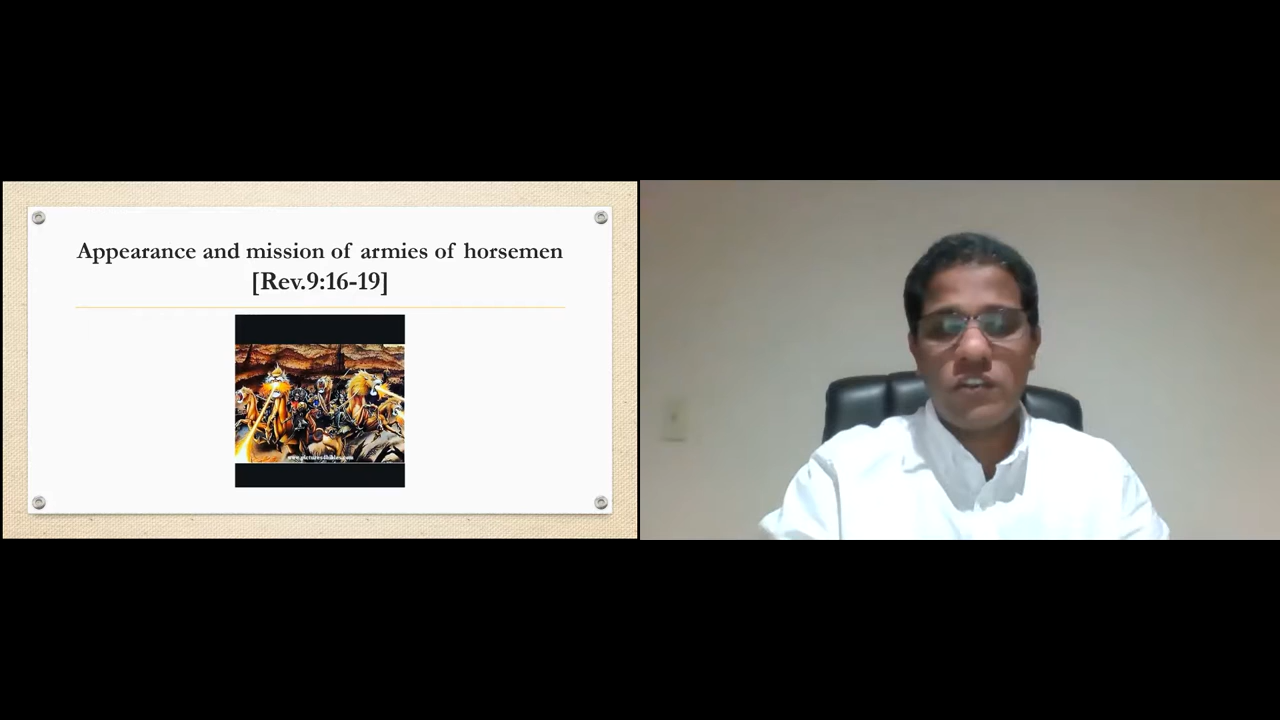 Appearance and mission of armies of horsemen
[Rev.9:16-19]